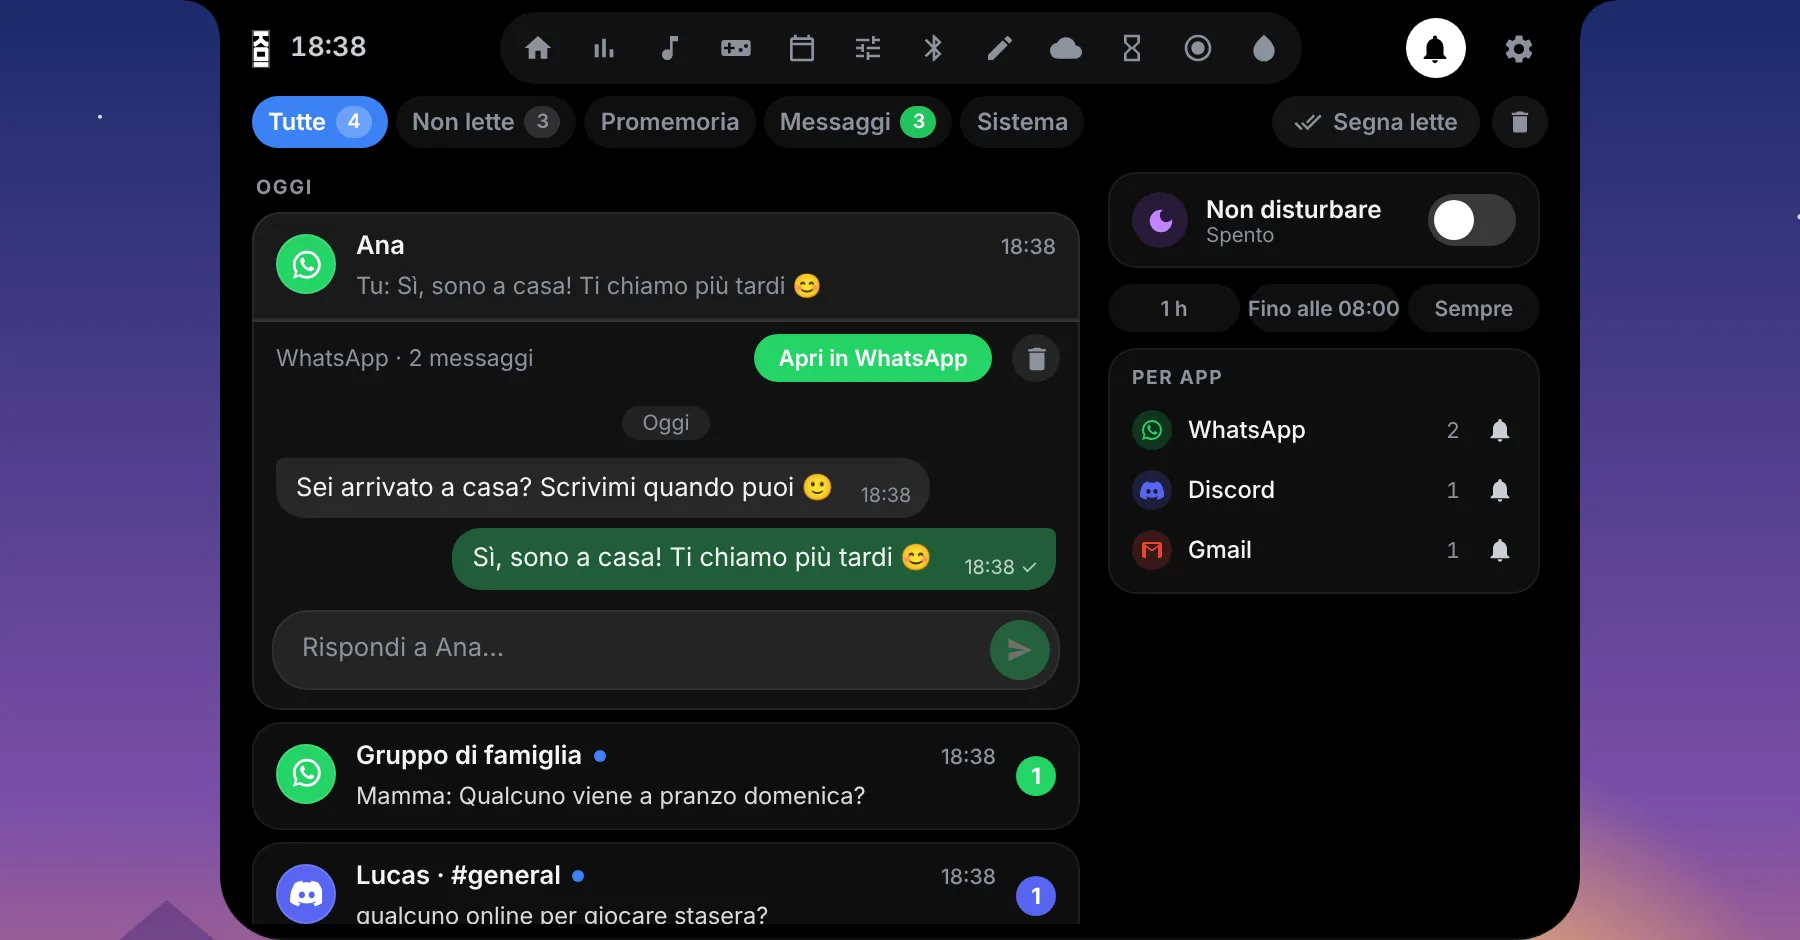 18:38
Tutte 4
Non lette 3
Promemoria
Messaggi 3
Sistema
Segna lette
OGGI
Ana
18:38
Tu: Sì, sono a casa! Ti chiamo più tardi 😊
WhatsApp · 2 messaggi
Apri in WhatsApp
Oggi
Sei arrivato a casa? Scrivimi quando puoi 🙂 18:38
Sì, sono a casa! Ti chiamo più tardi 😊 18:38 ✓
Rispondi a Ana...
Gruppo di famiglia
18:38
1
Mamma: Qualcuno viene a pranzo domenica?
Lucas · #general
18:38
1
qualcuno online per giocare stasera?
Non disturbare
Spento
1 h
Fino alle 08:00
Sempre
PER APP
WhatsApp 2
Discord 1
Gmail 1